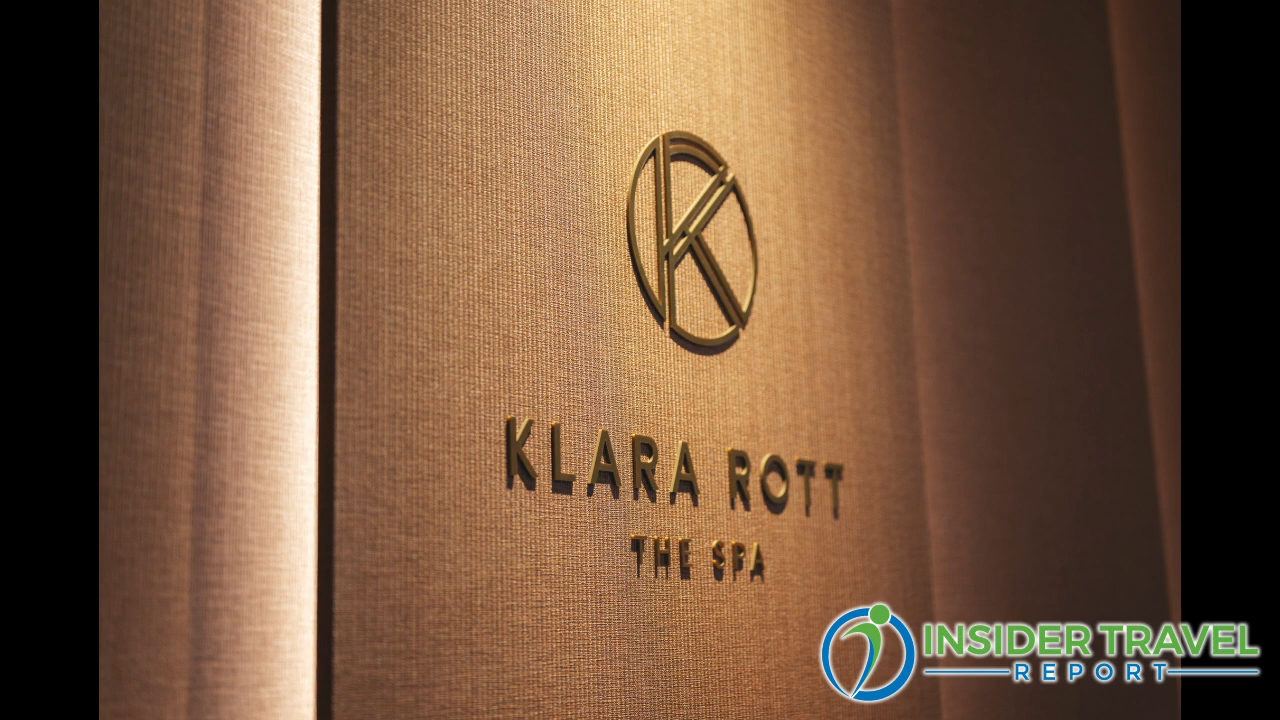 K
KLARA ROTT
THE SPA
INSIDER TRAVEL
REPORT